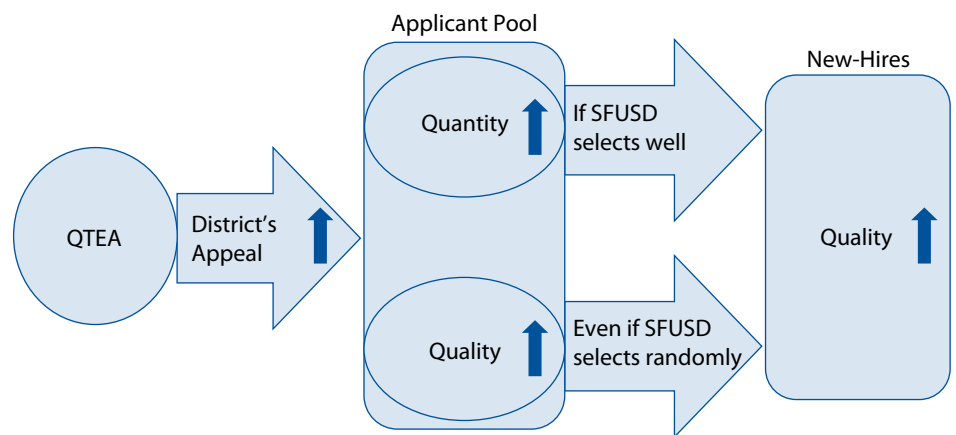 Applicant Pool
New-Hires
QTEA
District's
Appeal
Quantity
If SFUSD
selects well
Quality
Even if SFUSD
selects randomly
Quality